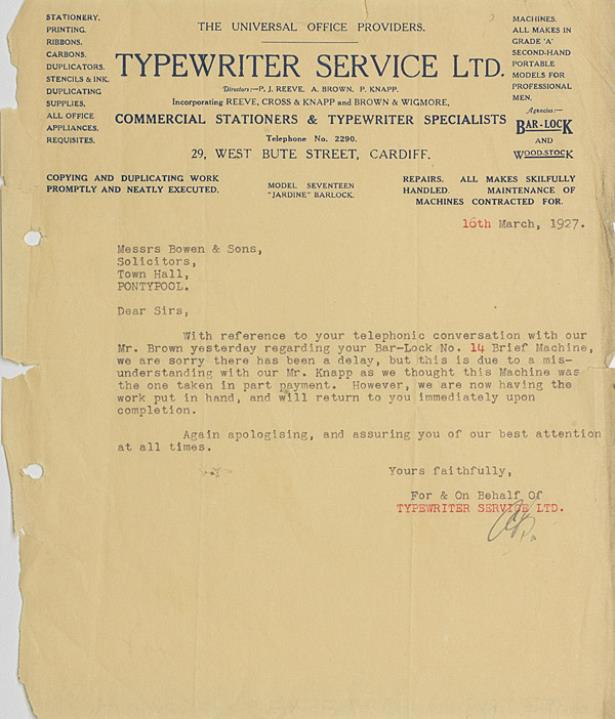 STATIONERY.
PRINTING.
RIBBONS.
CARBONS.
DUPLICATORS.
STENCILS & INK.
DUPLICATING
SUPPLIES,
ALL OFFICE
APPLIANCES.
REQUISITES.
THE UNIVERSAL OFFICE PROVIDERS.
TYPEWRITER SERVICE LTD.
Directors:—P. J. REEVE. A. BROWN. P. KNAPP.
Incorporating REEVE, CROSS & KNAPP and BROWN & WIGMORE,
COMMERCIAL STATIONERS & TYPEWRITER SPECIALISTS
Telephone No. 2290.
29, WEST BUTE STREET, CARDIFF.
MACHINES.
ALL MAKES IN
GRADE 'A'
SECOND-HAND
PORTABLE
MODELS FOR
PROFESSIONAL
MEN.
Agencies:—
BAR-LOCK
AND
WOODSTOCK
COPYING AND DUPLICATING WORK
PROMPTLY AND NEATLY EXECUTED.
MODEL SEVENTEEN
"JARDINE" BARLOCK.
REPAIRS. ALL MAKES SKILFULLY
HANDLED. MAINTENANCE OF
MACHINES CONTRACTED FOR.
16th March, 1927.
Messrs Bowen & Sons,
Solicitors,
Town Hall,
PONTYPOOL.
Dear Sirs,
With reference to your telephonic conversation with our
Mr. Brown yesterday regarding your Bar-Lock No. 14 Brief Machine,
we are sorry there has been a delay, but this is due to a mis-
understanding with our Mr. Knapp as we thought this Machine was
the one taken in part payment. However, we are now having the
work put in hand, and will return to you immediately upon
completion.
Again apologising, and assuring you of our best attention
at all times.
Yours faithfully,
For & On Behalf Of
TYPEWRITER SERVICE LTD.